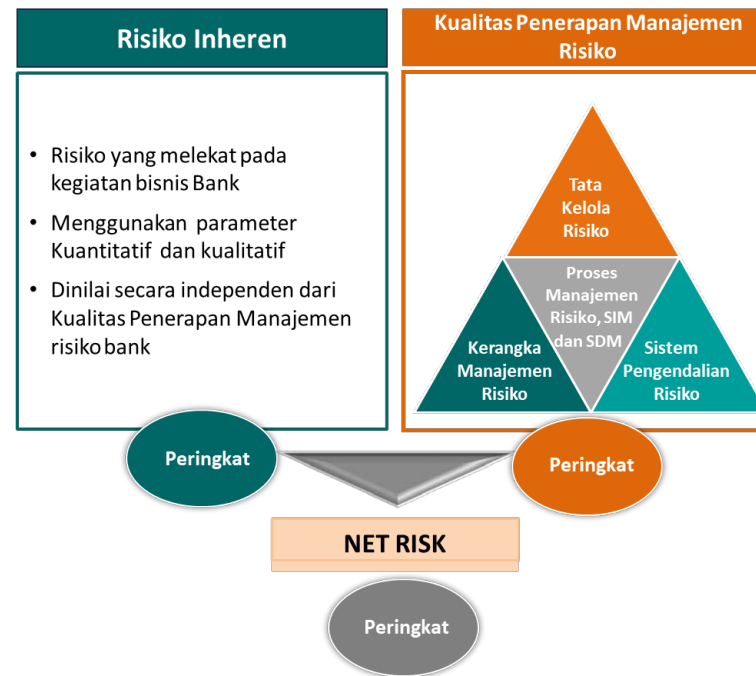 Risiko Inheren
• Risiko yang melekat pada
kegiatan bisnis Bank
• Menggunakan parameter
Kuantitatif dan kualitatif
• Dinilai secara independen dari
Kualitas Penerapan Manajemen
risiko bank
Peringkat
Kualitas Penerapan Manajemen
Risiko
Tata
Kelola
Risiko
Proses
Manajemen
Risiko, SIM
dan SDM
Kerangka
Manajemen
Risiko
Sistem
Pengendalian
Risiko
Peringkat
NET RISK
Peringkat